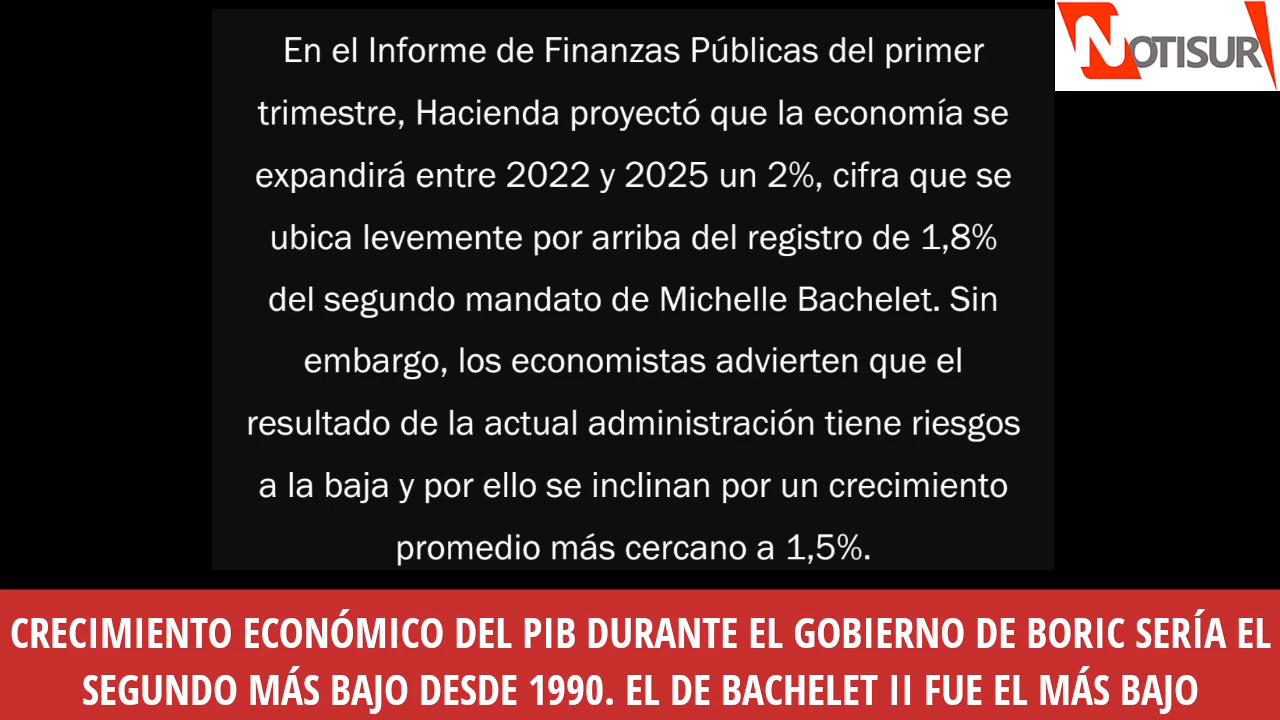 NOTISUR
En el Informe de Finanzas Públicas del primer
trimestre, Hacienda proyectó que la economía se
expandirá entre 2022 y 2025 un 2%, cifra que se
ubica levemente por arriba del registro de 1,8%
del segundo mandato de Michelle Bachelet. Sin
embargo, los economistas advierten que el
resultado de la actual administración tiene riesgos
a la baja y por ello se inclinan por un crecimiento
promedio más cercano a 1,5%.
CRECIMIENTO ECONÓMICO DEL PIB DURANTE EL GOBIERNO DE BORIC SERÍA EL
SEGUNDO MÁS BAJO DESDE 1990. EL DE BACHELET II FUE EL MÁS BAJO